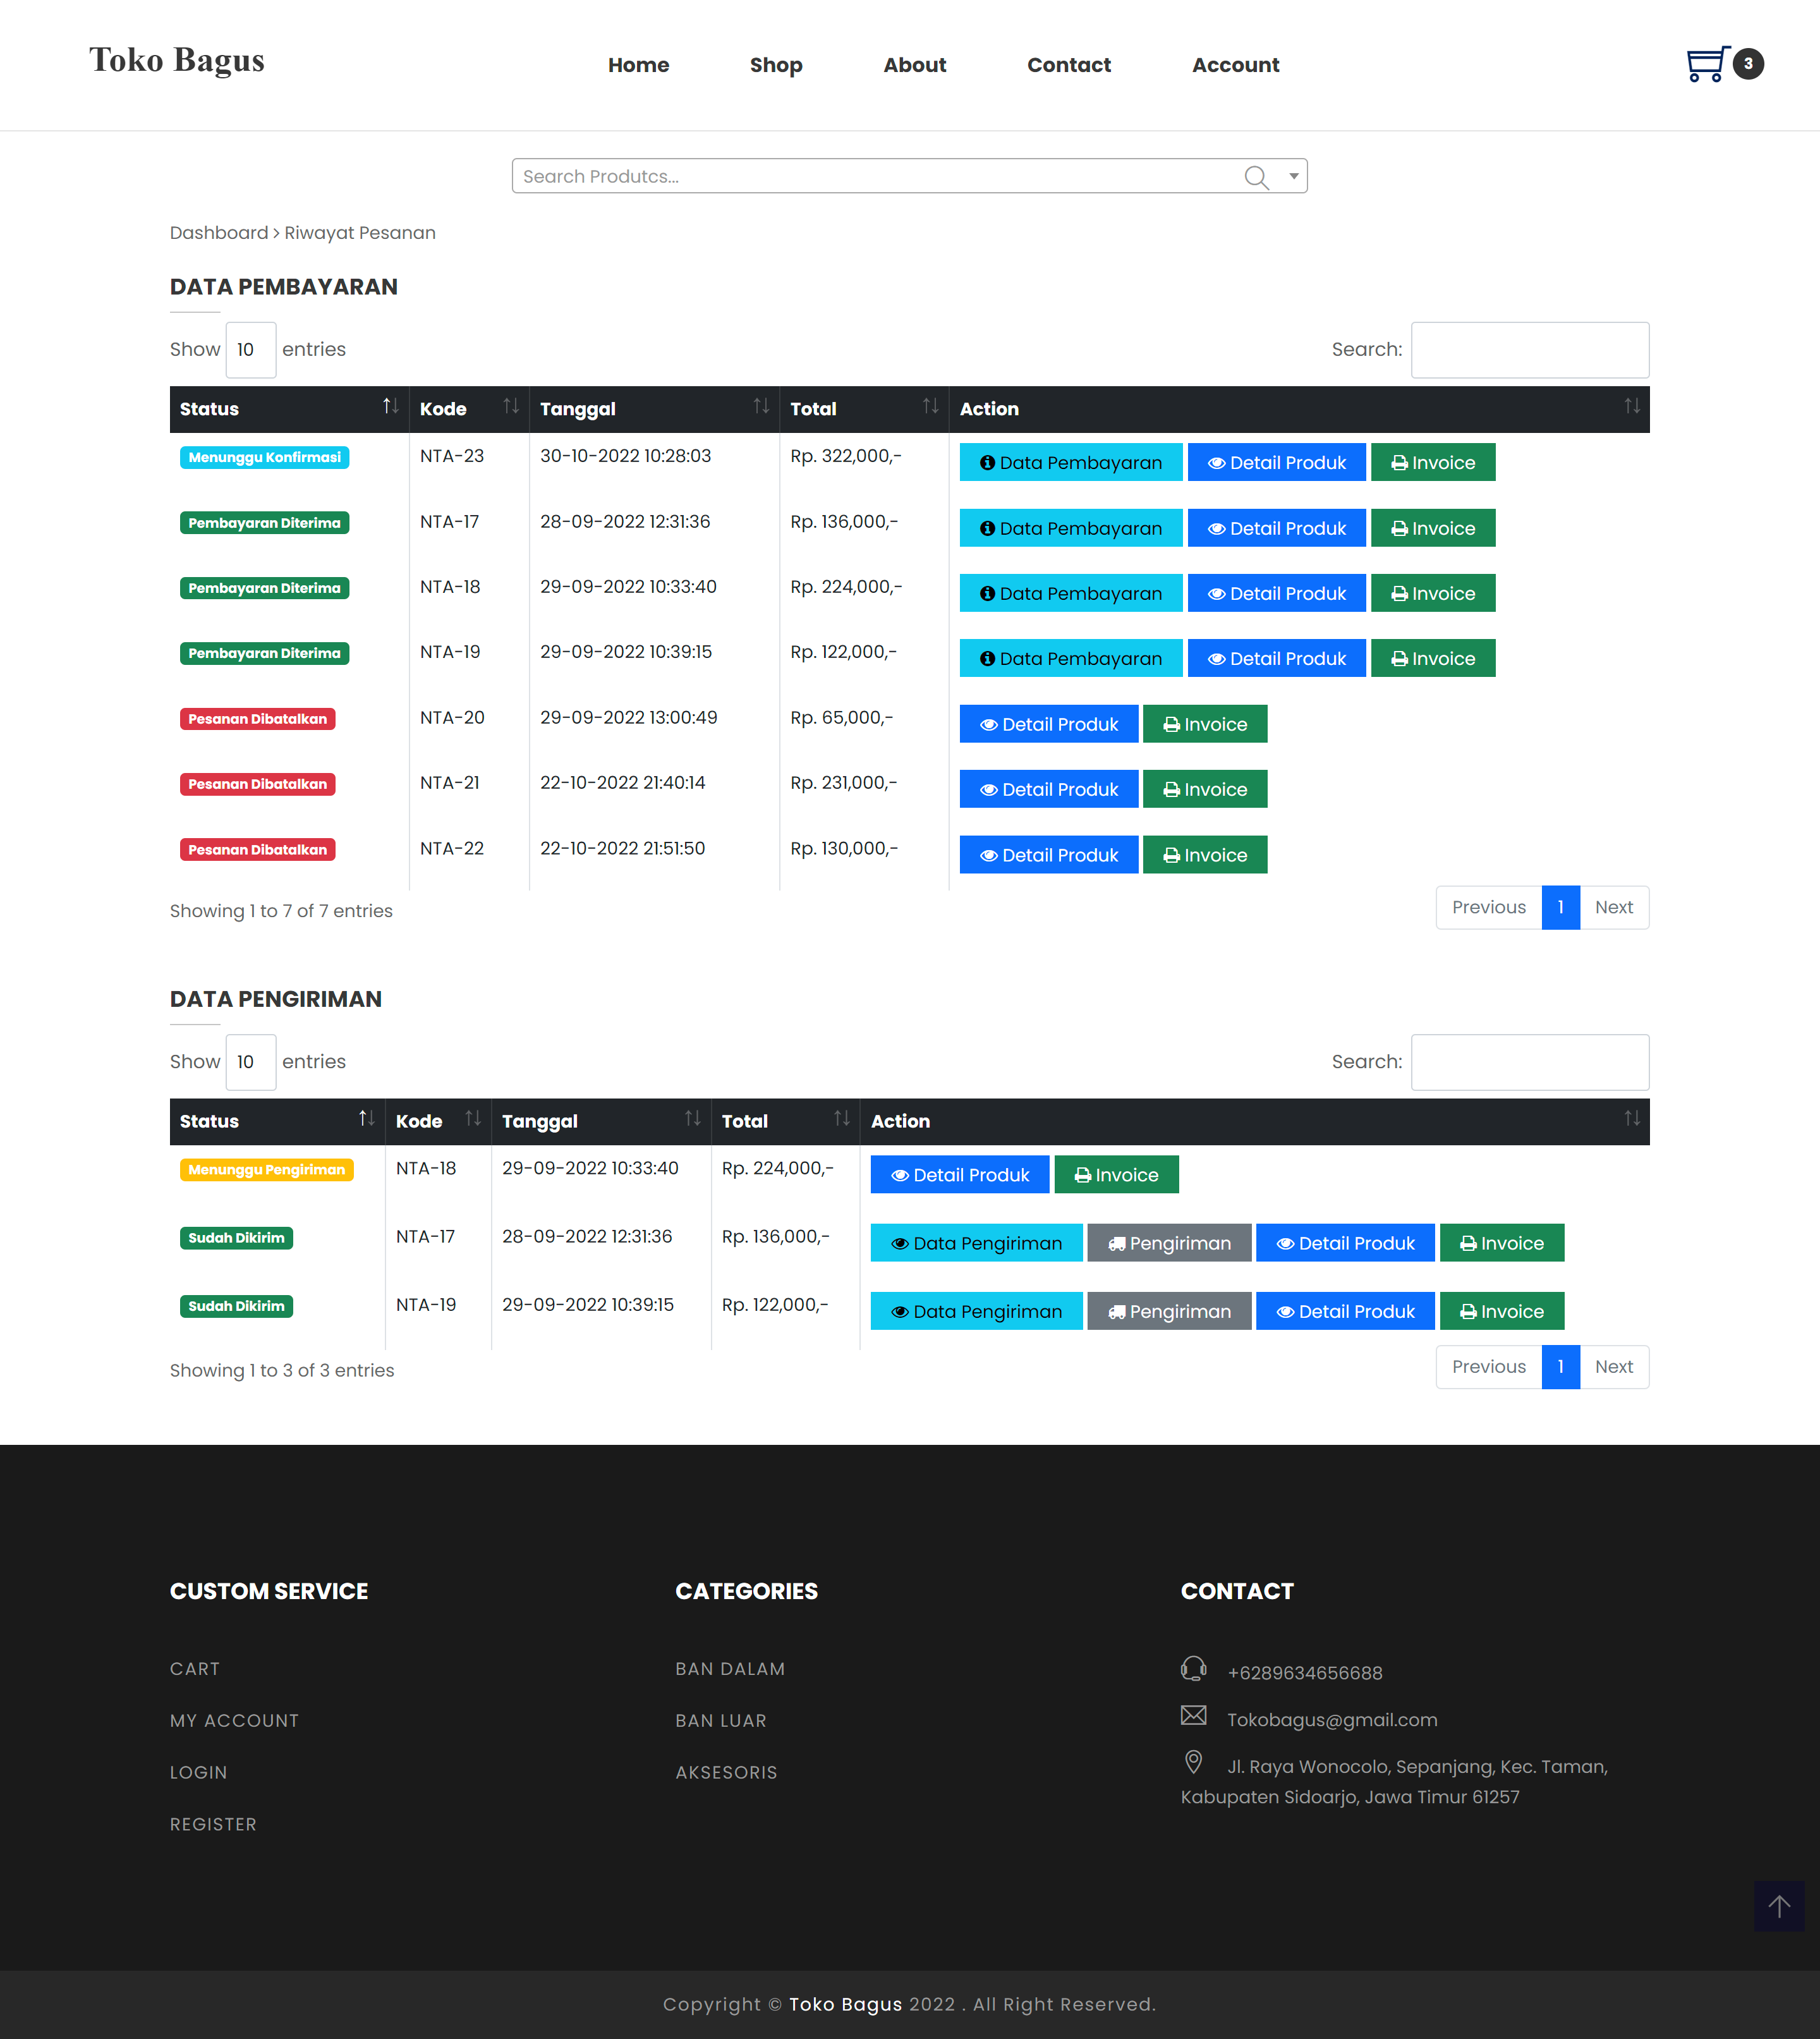 Toko Bagus
Home Shop About Contact Account
3
Search Produtcs...
Dashboard > Riwayat Pesanan
DATA PEMBAYARAN
Show 10 entries Search:
Status Kode Tanggal Total Action
Menunggu Konfirmasi NTA-23 30-10-2022 10:28:03 Rp. 322,000,- Data Pembayaran Detail Produk Invoice
Pembayaran Diterima NTA-17 28-09-2022 12:31:36 Rp. 136,000,- Data Pembayaran Detail Produk Invoice
Pembayaran Diterima NTA-18 29-09-2022 10:33:40 Rp. 224,000,- Data Pembayaran Detail Produk Invoice
Pembayaran Diterima NTA-19 29-09-2022 10:39:15 Rp. 122,000,- Data Pembayaran Detail Produk Invoice
Pesanan Dibatalkan NTA-20 29-09-2022 13:00:49 Rp. 65,000,- Detail Produk Invoice
Pesanan Dibatalkan NTA-21 22-10-2022 21:40:14 Rp. 231,000,- Detail Produk Invoice
Pesanan Dibatalkan NTA-22 22-10-2022 21:51:50 Rp. 130,000,- Detail Produk Invoice
Showing 1 to 7 of 7 entries Previous 1 Next
DATA PENGIRIMAN
Show 10 entries Search:
Status Kode Tanggal Total Action
Menunggu Pengiriman NTA-18 29-09-2022 10:33:40 Rp. 224,000,- Detail Produk Invoice
Sudah Dikirim NTA-17 28-09-2022 12:31:36 Rp. 136,000,- Data Pengiriman Pengiriman Detail Produk Invoice
Sudah Dikirim NTA-19 29-09-2022 10:39:15 Rp. 122,000,- Data Pengiriman Pengiriman Detail Produk Invoice
Showing 1 to 3 of 3 entries Previous 1 Next
CUSTOM SERVICE
CART
MY ACCOUNT
LOGIN
REGISTER
CATEGORIES
BAN DALAM
BAN LUAR
AKSESORIS
CONTACT
+6289634656688
Tokobagus@gmail.com
Jl. Raya Wonocolo, Sepanjang, Kec. Taman,
Kabupaten Sidoarjo, Jawa Timur 61257
Copyright © Toko Bagus 2022 . All Right Reserved.